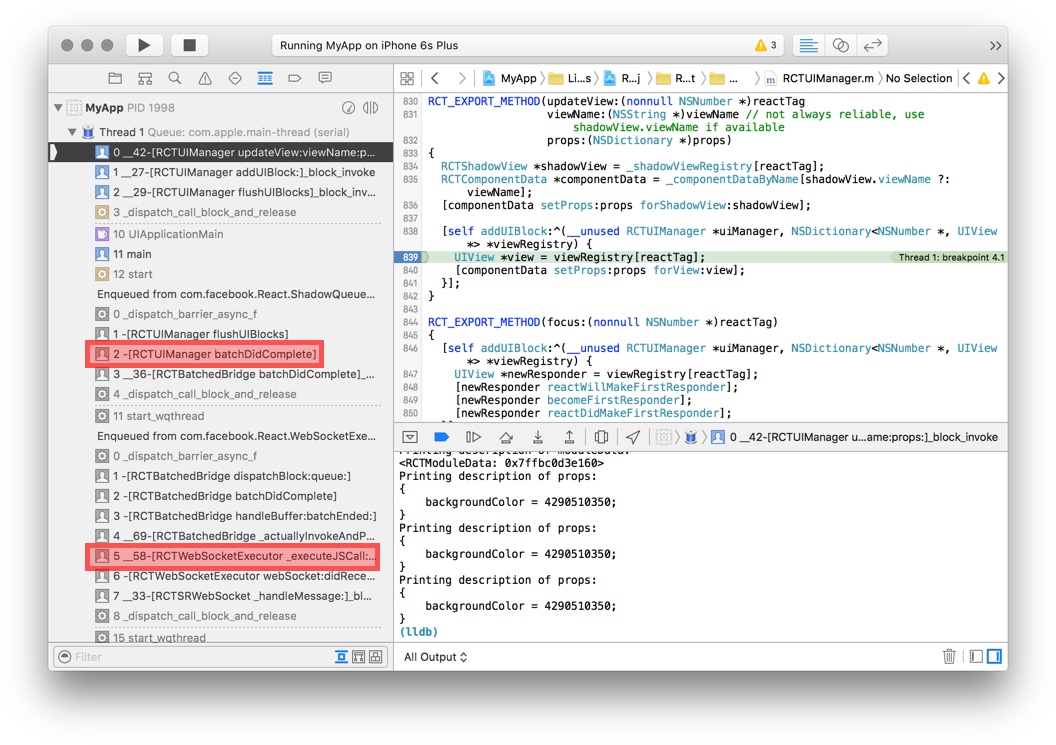 Running MyApp on iPhone 6s Plus
3
MyApp PID 1998
Thread 1 Queue: com.apple.main-thread (serial)
0 __42-[RCTUIManager updateView:viewName:p...
1 __27-[RCTUIManager addUIBlock:]_block_invoke
2 __29-[RCTUIManager flushUIBlocks]_block_inv...
3 _dispatch_call_block_and_release
10 UIApplicationMain
11 main
12 start
Enqueued from com.facebook.React.ShadowQueue...
0 _dispatch_barrier_async_f
1 -[RCTUIManager flushUIBlocks]
2 -[RCTUIManager batchDidComplete]
3 __36-[RCTBatchedBridge batchDidComplete]_...
4 _dispatch_call_block_and_release
11 start_wqthread
Enqueued from com.facebook.React.WebSocketExe...
0 _dispatch_barrier_async_f
1 -[RCTBatchedBridge dispatchBlock:queue:]
2 -[RCTBatchedBridge batchDidComplete]
3 -[RCTBatchedBridge handleBuffer:batchEnded:]
4 __69-[RCTBatchedBridge _actuallyInvokeAndP...
5 __58-[RCTWebSocketExecutor _executeJSCall:...
6 -[RCTWebSocketExecutor webSocket:didRece...
7 __33-[RCTSRWebSocket _handleMessage:]_bl...
8 _dispatch_call_block_and_release
15 start_wqthread
Filter
MyApp Li...s R...j R...t ... m RCTUIManager.m No Selection
830 RCT_EXPORT_METHOD(updateView:(nonnull NSNumber *)reactTag
831 viewName:(NSString *)viewName // not always reliable, use
shadowView.viewName if available
832 props:(NSDictionary *)props)
833 {
834 RCTShadowView *shadowView = _shadowViewRegistry[reactTag];
835 RCTComponentData *componentData = _componentDataByName[shadowView.viewName ?:
viewName];
836 [componentData setProps:props forShadowView:shadowView];
837
838 [self addUIBlock:^(__unused RCTUIManager *uiManager, NSDictionary<NSNumber *, UIView
*> *viewRegistry) {
839 UIView *view = viewRegistry[reactTag]; Thread 1: breakpoint 4.1
840 [componentData setProps:props forView:view];
841 }];
842 }
843
844 RCT_EXPORT_METHOD(focus:(nonnull NSNumber *)reactTag)
845 {
846 [self addUIBlock:^(__unused RCTUIManager *uiManager, NSDictionary<NSNumber *, UIView
*> *viewRegistry) {
847 UIView *newResponder = viewRegistry[reactTag];
848 [newResponder reactWillMakeFirstResponder];
849 [newResponder becomeFirstResponder];
850 [newResponder reactDidMakeFirstResponder];
0 __42-[RCTUIManager u...ame:props:]_block_invoke
Printing description of moduleData:
<RCTModuleData: 0x7ffbc0d3e160>
Printing description of props:
{
backgroundColor = 4290510350;
}
Printing description of props:
{
backgroundColor = 4290510350;
}
Printing description of props:
{
backgroundColor = 4290510350;
}
(lldb)
All Output